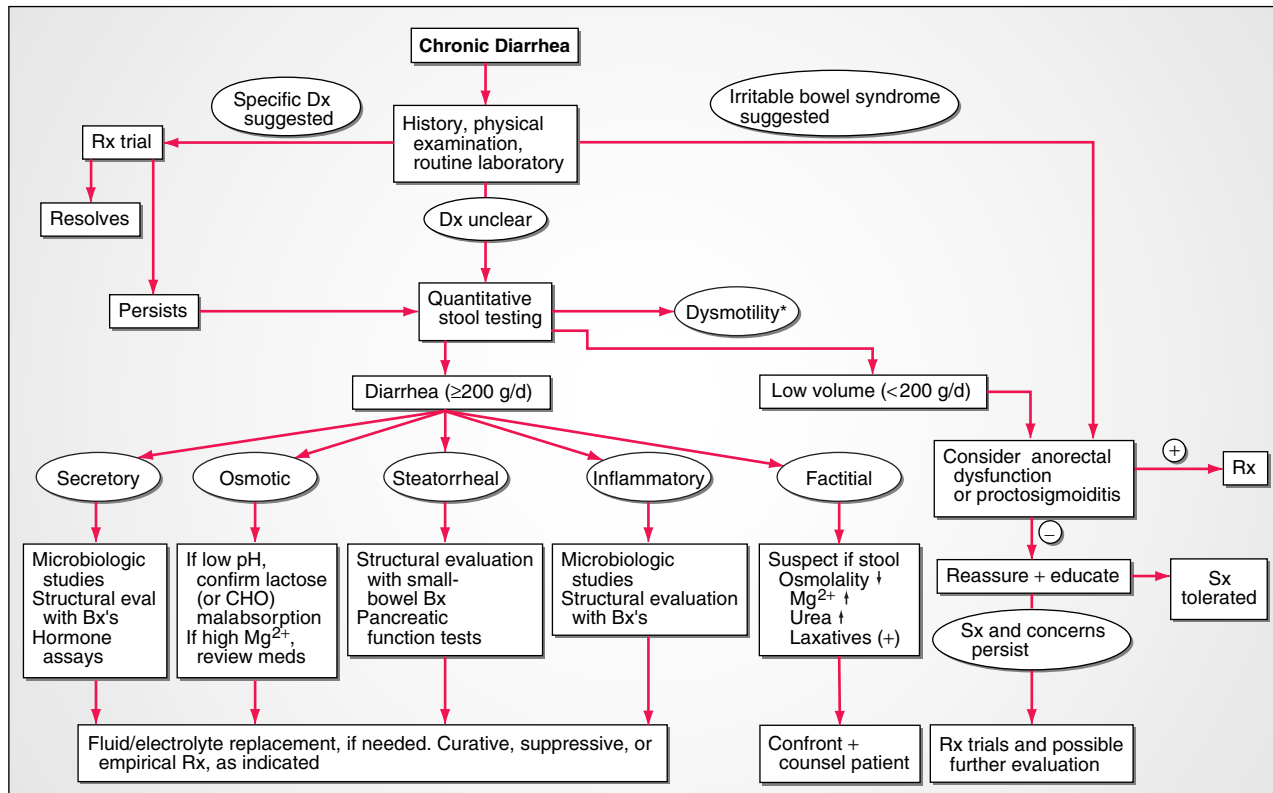 Chronic Diarrhea
Specific Dx
suggested
Irritable bowel syndrome
suggested
History, physical
examination,
routine laboratory
Rx trial
Resolves
Dx unclear
Persists
Quantitative
stool testing
Dysmotility*
Diarrhea (≥200 g/d)
Low volume (<200 g/d)
Secretory
Osmotic
Steatorrheal
Inflammatory
Factitial
Consider anorectal
dysfunction
or proctosigmoiditis
+
Rx
−
Microbiologic
studies
Structural eval
with Bx's
Hormone
assays
If low pH,
confirm lactose
(or CHO)
malabsorption
If high Mg²⁺,
review meds
Structural evaluation
with small-
bowel Bx
Pancreatic
function tests
Microbiologic
studies
Structural evaluation
with Bx's
Suspect if stool
Osmolality ↓
Mg²⁺ ↑
Urea ↑
Laxatives (+)
Reassure + educate
Sx
tolerated
Sx and concerns
persist
Fluid/electrolyte replacement, if needed. Curative, suppressive, or
empirical Rx, as indicated
Confront +
counsel patient
Rx trials and possible
further evaluation